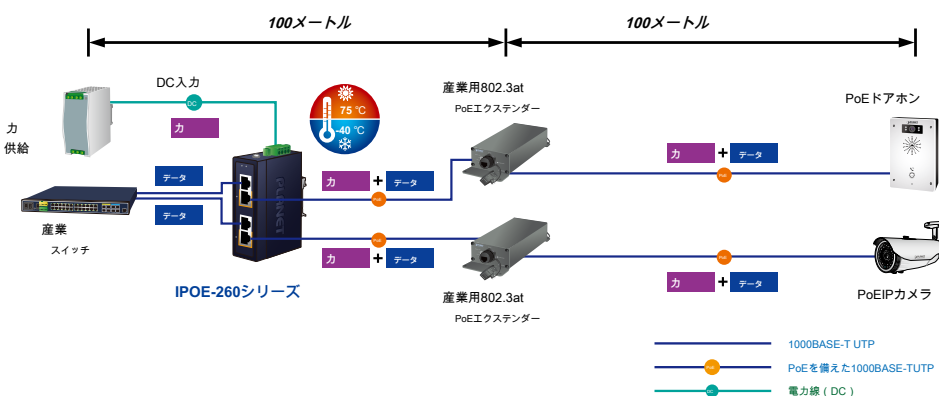 100メートル
100メートル
DC入力
DC
力
供給
力
75 ℃
-40 ℃
産業用802.3at
PoEエクステンダー
PoEドアホン
データ
データ
産業
スイッチ
PLANET
IPOE-260シリーズ
力 + データ
PoE
PoE
力 + データ
力 + データ
PoE
PoE
力 + データ
産業用802.3at
PoEエクステンダー
PoEIPカメラ
1000BASE-T UTP
PoE
PoEを備えた1000BASE-TUTP
DC
電力線（DC）